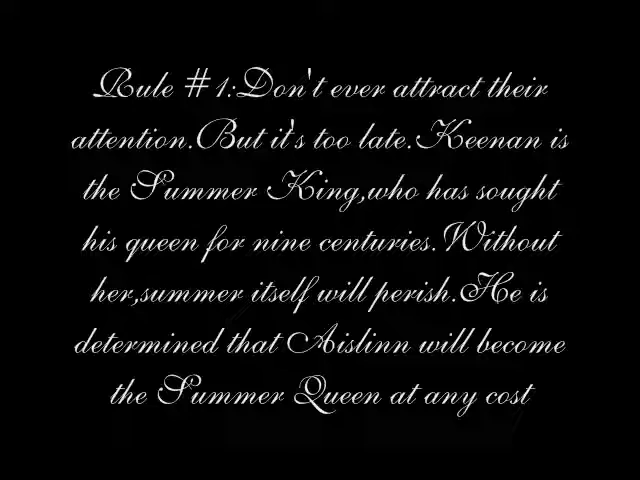 Rule #1:Don't ever attract their
attention.But it's too late.Keenan is
the Summer King,who has sought
his queen for nine centuries.Without
her,summer itself will perish.He is
determined that Aislinn will become
the Summer Queen at any cost